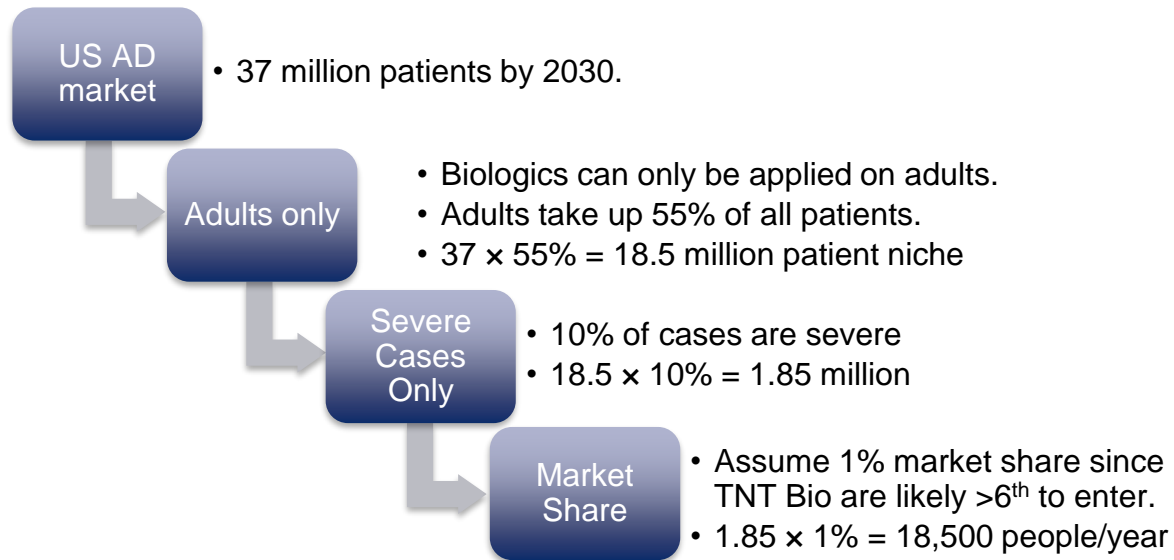 US AD
market
• 37 million patients by 2030.
Adults only
• Biologics can only be applied on adults.
• Adults take up 55% of all patients.
• 37 × 55% = 18.5 million patient niche
Severe
Cases
Only
• 10% of cases are severe
• 18.5 × 10% = 1.85 million
Market
Share
• Assume 1% market share since
TNT Bio are likely >6th to enter.
• 1.85 × 1% = 18,500 people/year